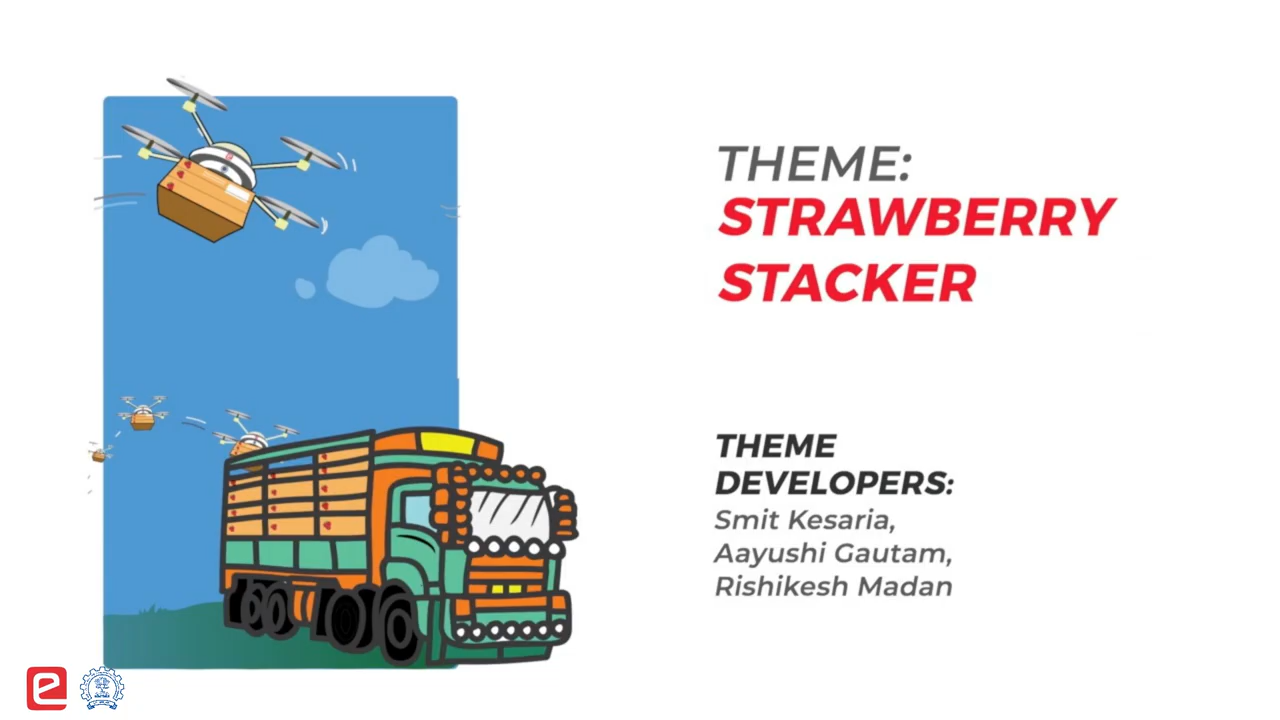 THEME:
STRAWBERRY
STACKER
THEME
DEVELOPERS:
Smit Kesaria,
Aayushi Gautam,
Rishikesh Madan
e